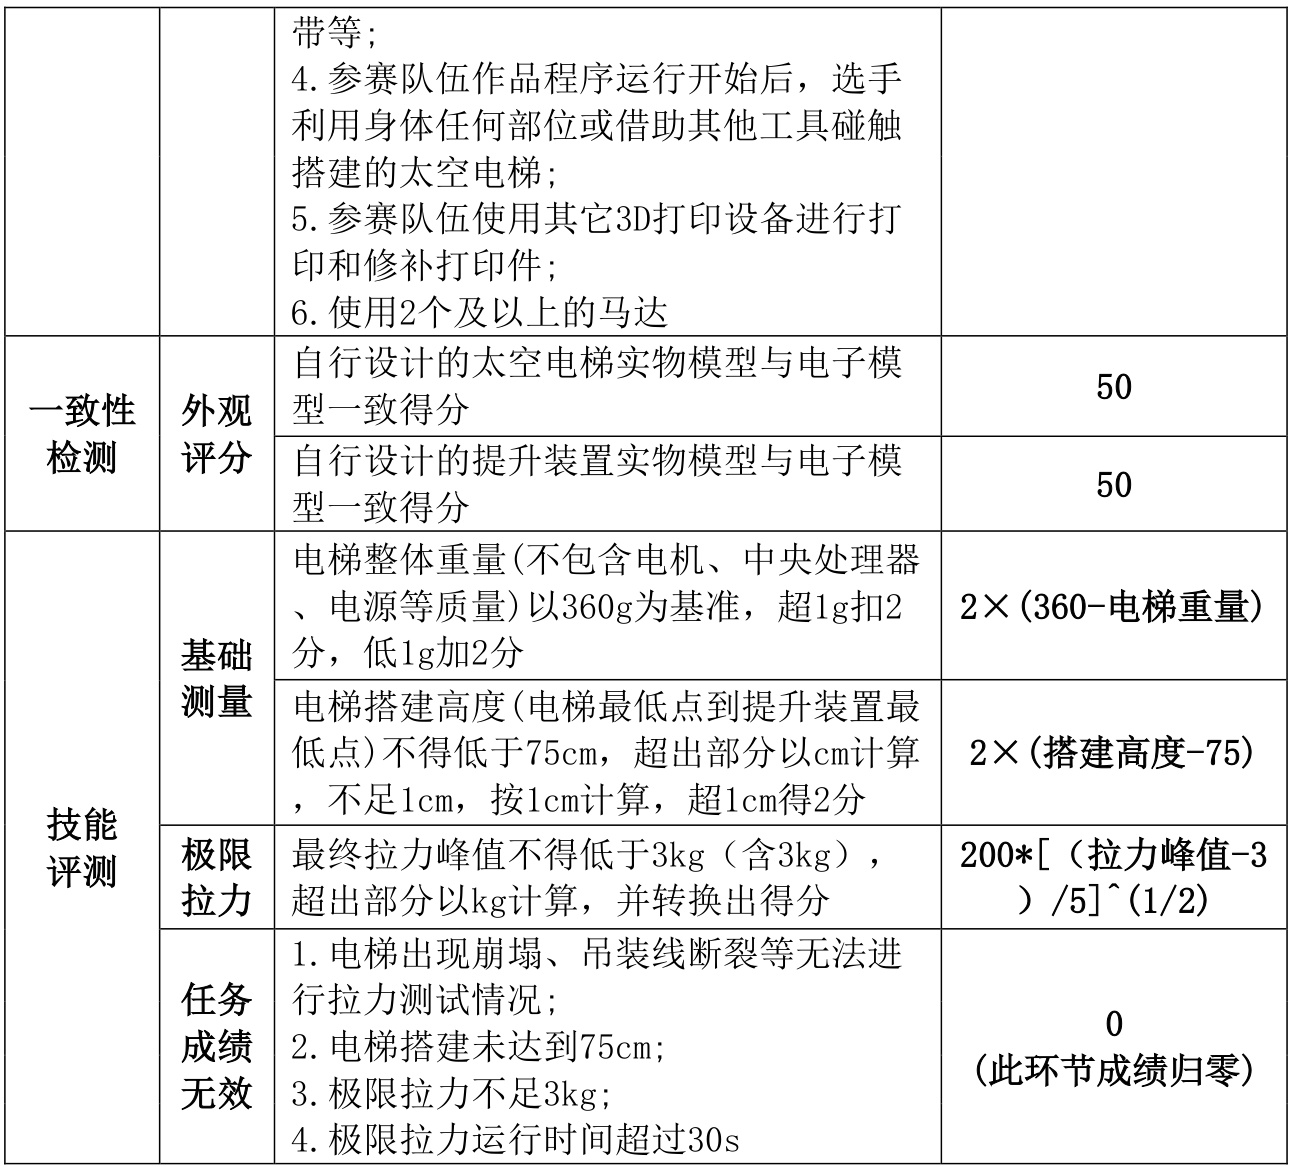 带等;
4.参赛队伍作品程序运行开始后，选手
利用身体任何部位或借助其他工具碰触
搭建的太空电梯;
5.参赛队伍使用其它3D打印设备进行打
印和修补打印件;
6.使用2个及以上的马达
一致性
检测
外观
评分
自行设计的太空电梯实物模型与电子模
型一致得分
50
自行设计的提升装置实物模型与电子模
型一致得分
50
技能
评测
基础
测量
电梯整体重量(不包含电机、中央处理器
、电源等质量)以360g为基准，超1g扣2
分，低1g加2分
2×(360-电梯重量)
电梯搭建高度(电梯最低点到提升装置最
低点)不得低于75cm，超出部分以cm计算
，不足1cm，按1cm计算，超1cm得2分
2×(搭建高度-75)
极限
拉力
最终拉力峰值不得低于3kg（含3kg），
超出部分以kg计算，并转换出得分
200*[（拉力峰值-3
）/5]^(1/2)
任务
成绩
无效
1.电梯出现崩塌、吊装线断裂等无法进
行拉力测试情况;
2.电梯搭建未达到75cm;
3.极限拉力不足3kg;
4.极限拉力运行时间超过30s
0
(此环节成绩归零)